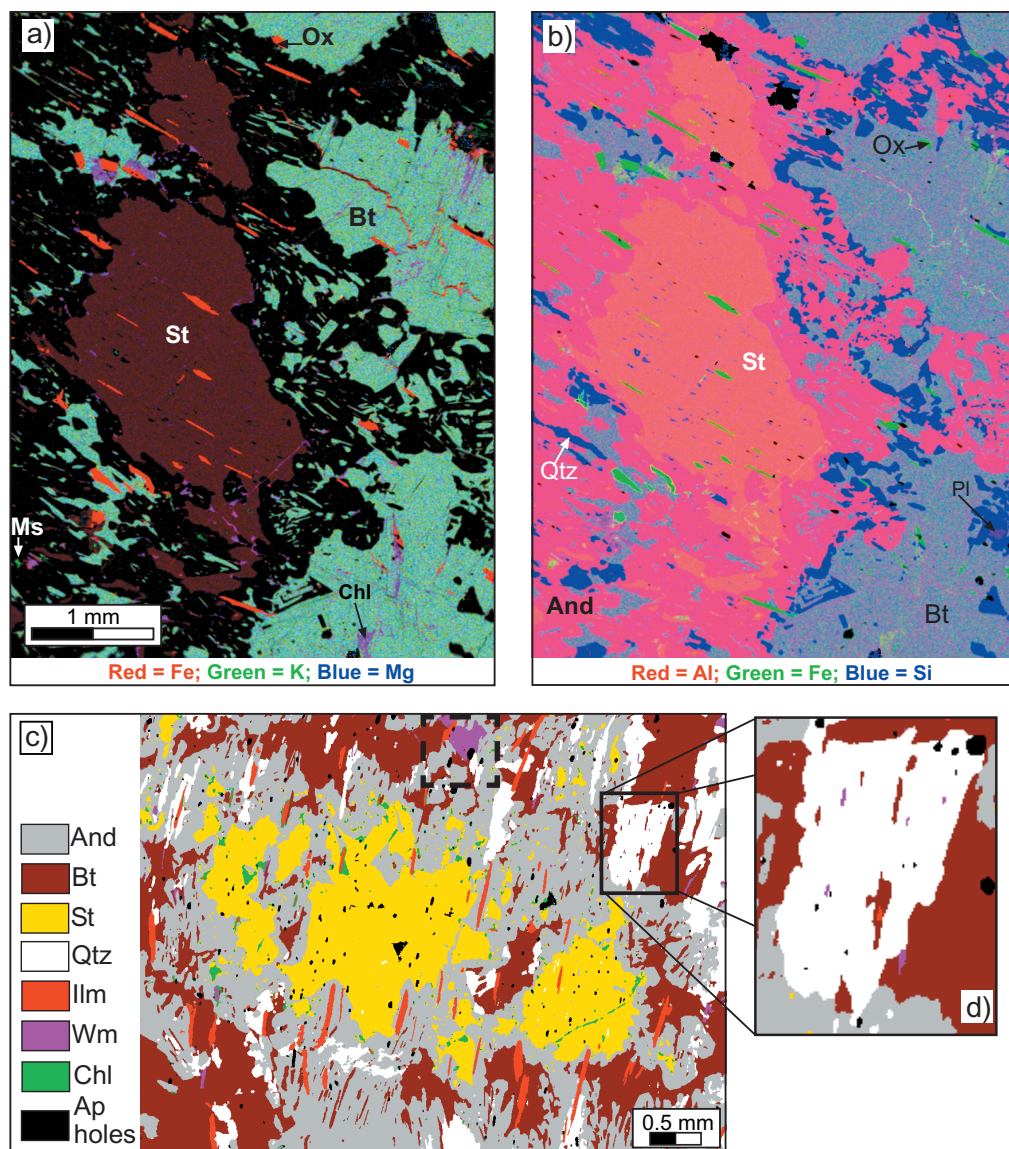 a)
Ox
Bt
St
Ms
Chl
1 mm
Red = Fe; Green = K; Blue = Mg
b)
Ox
St
Qtz
Pl
And
Bt
Red = Al; Green = Fe; Blue = Si
c)
And
Bt
St
Qtz
Ilm
Wm
Chl
Ap
holes
0.5 mm
d)